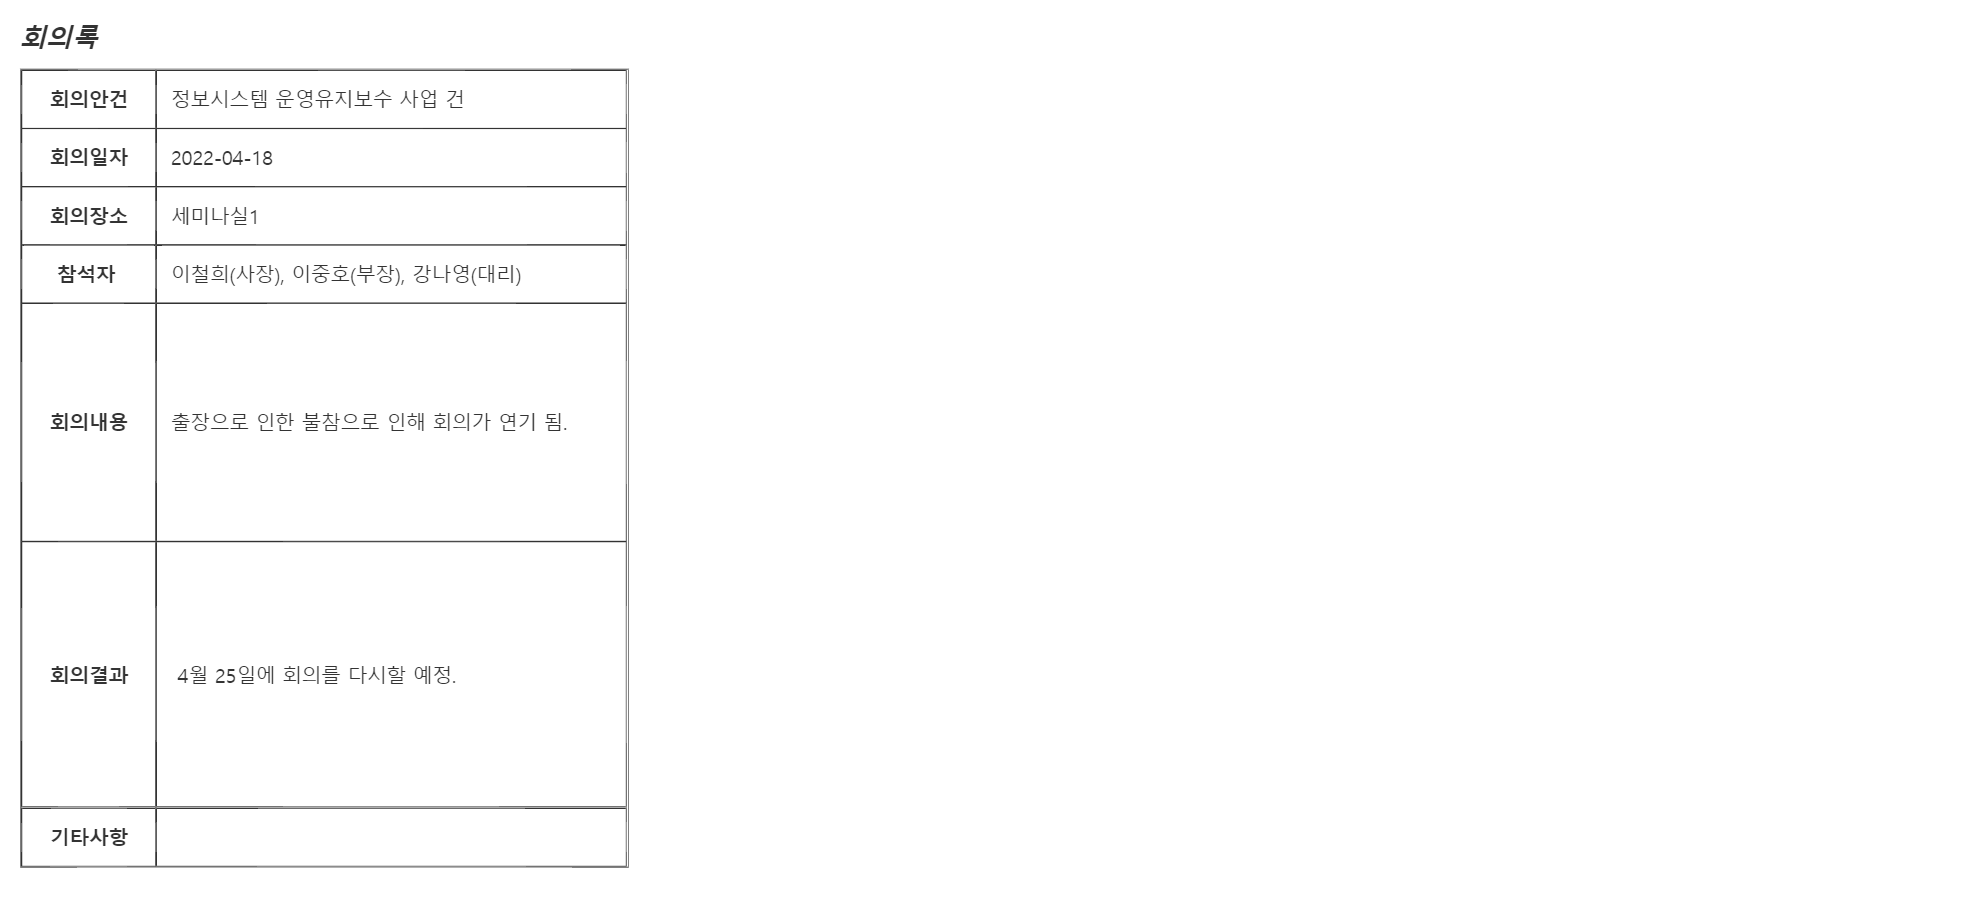 회의록
회의안건 정보시스템 운영유지보수 사업 건
회의일자 2022-04-18
회의장소 세미나실1
참석자 이철희(사장), 이중호(부장), 강나영(대리)
회의내용 출장으로 인한 불참으로 인해 회의가 연기 됨.
회의결과 4월 25일에 회의를 다시할 예정.
기타사항